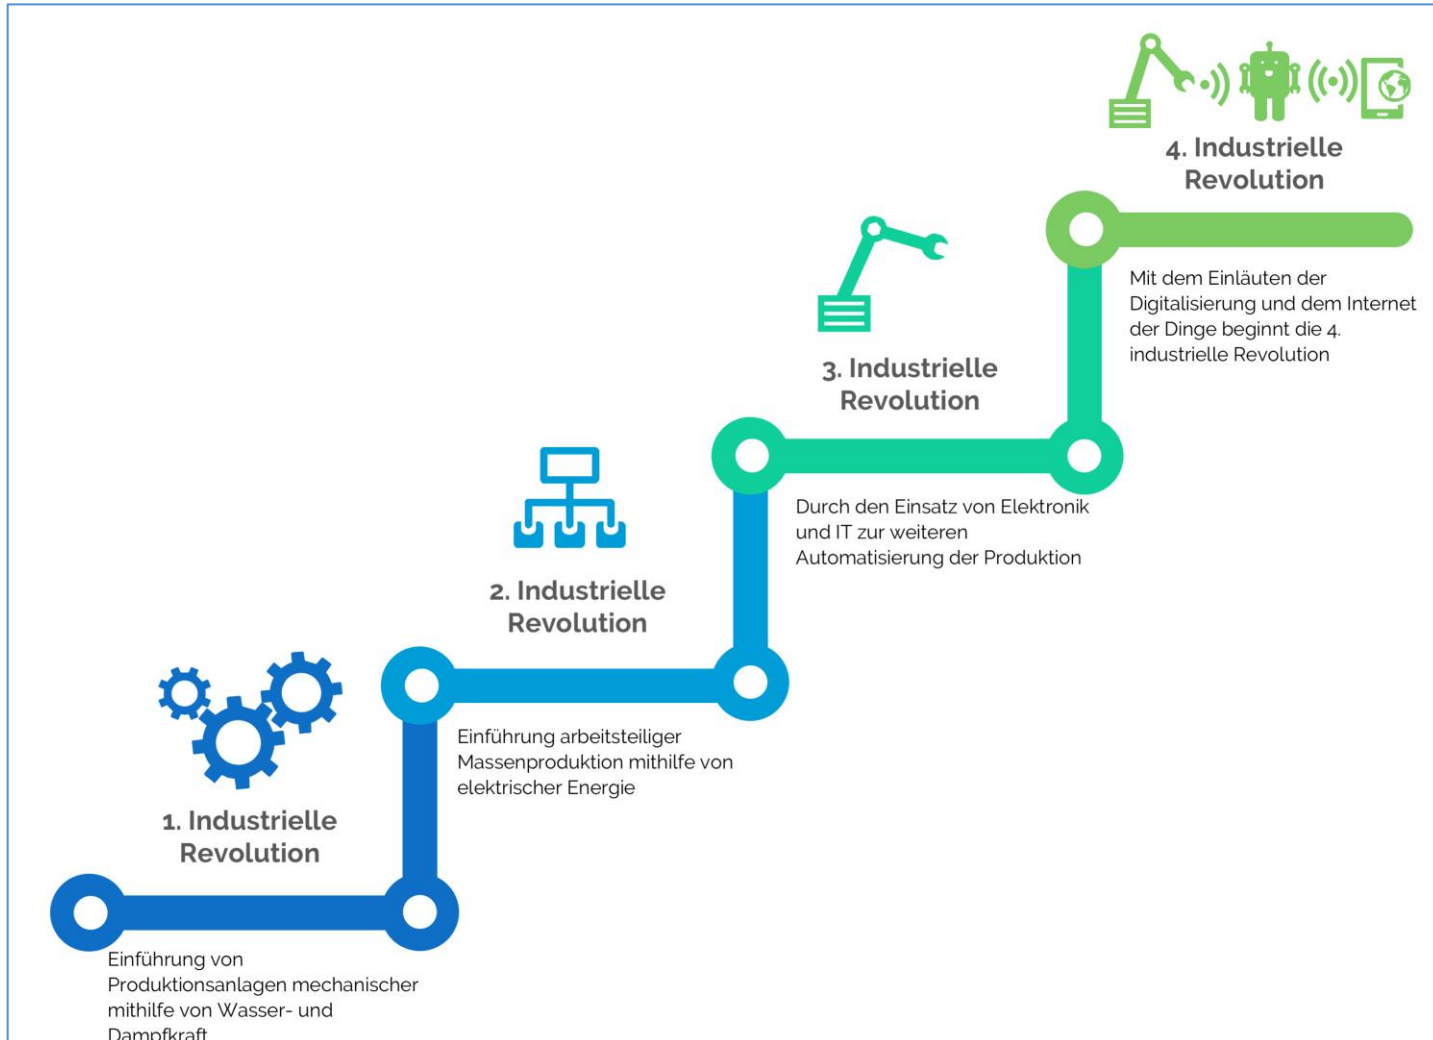 4. Industrielle
Revolution
Mit dem Einläuten der
Digitalisierung und dem Internet
der Dinge beginnt die 4.
industrielle Revolution
3. Industrielle
Revolution
Durch den Einsatz von Elektronik
und IT zur weiteren
Automatisierung der Produktion
2. Industrielle
Revolution
Einführung arbeitsteiliger
Massenproduktion mithilfe von
elektrischer Energie
1. Industrielle
Revolution
Einführung von
Produktionsanlagen mechanischer
mithilfe von Wasser- und
Dampfkraft